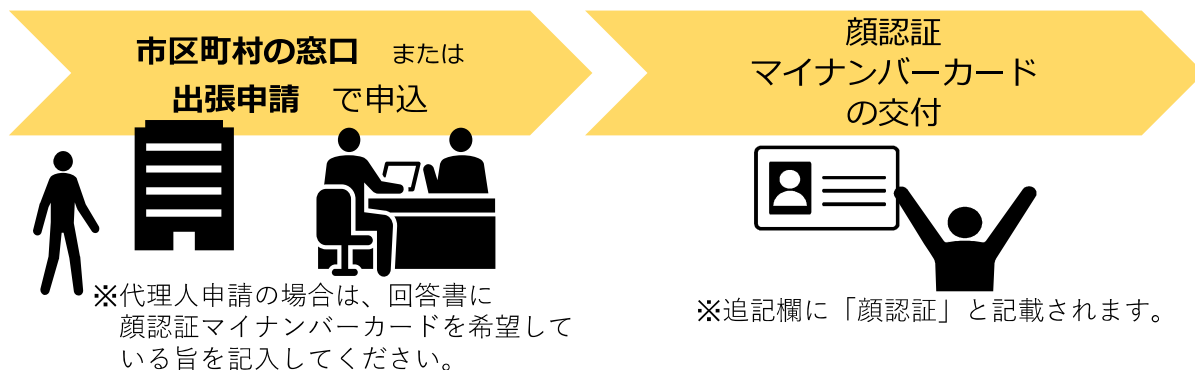 市区町村の窓口 または
出張申請 で申込
顔認証
マイナンバーカード
の交付
※代理人申請の場合は、回答書に
顔認証マイナンバーカードを希望して
いる旨を記入してください。
※追記欄に「顔認証」と記載されます。